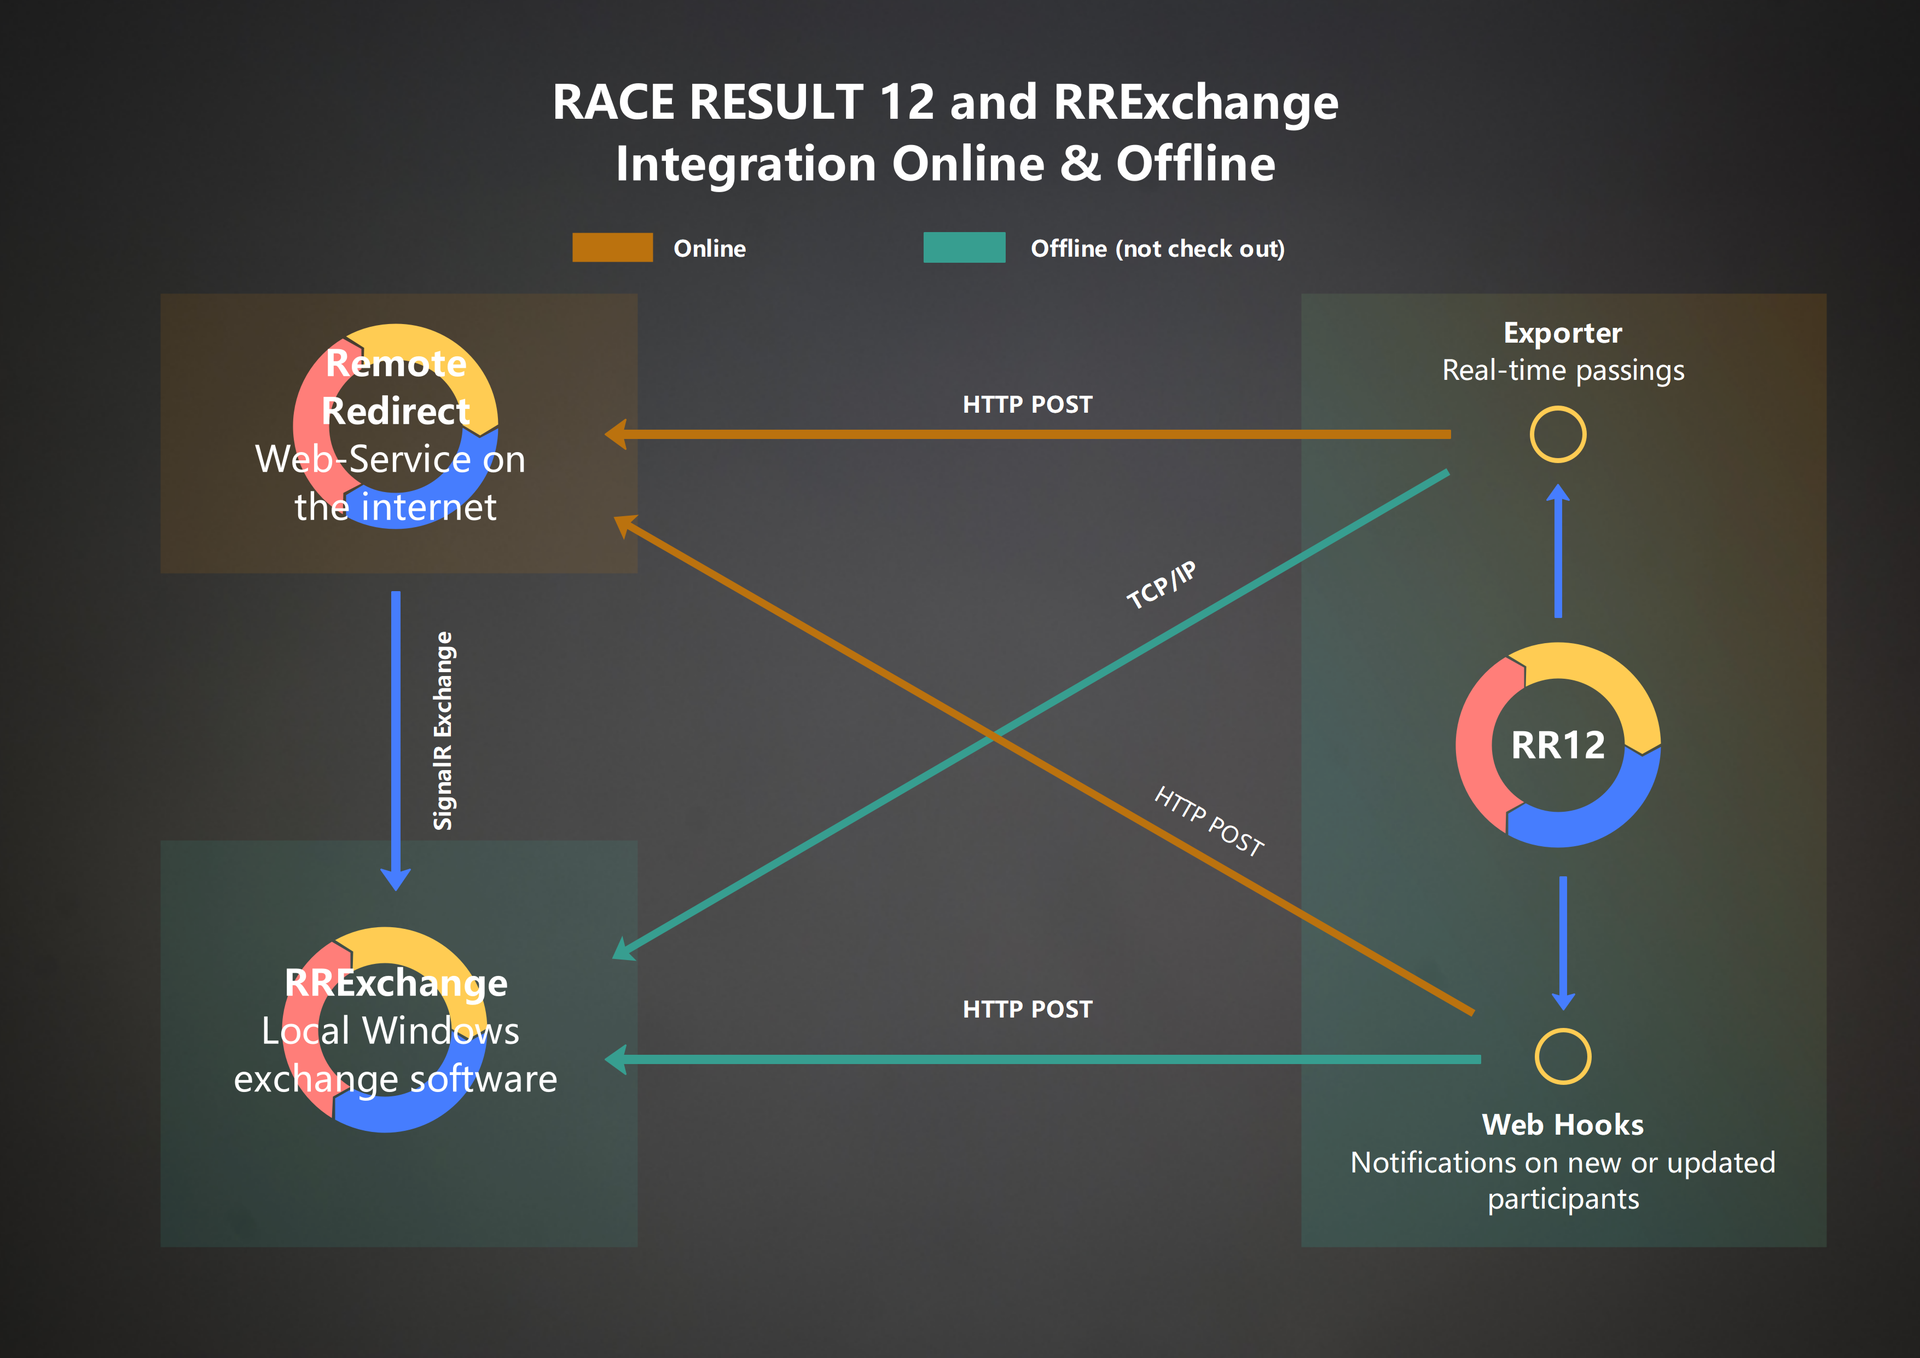 RACE RESULT 12 and RRExchange
Integration Online & Offline
Online
Offline (not check out)
Remote
Redirect
Web-Service on
the internet
Exporter
Real-time passings
HTTP POST
TCP/IP
SignalR Exchange
RR12
HTTP POST
RRExchange
Local Windows
exchange software
HTTP POST
Web Hooks
Notifications on new or updated
participants